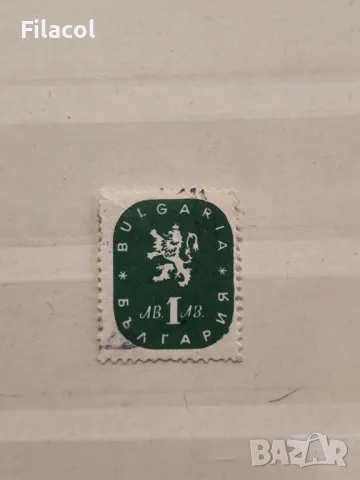 Filacol
BULGARIA
ЛВ. 1 ЛВ.
* БЪЛГАРИЯ *
BAZAR